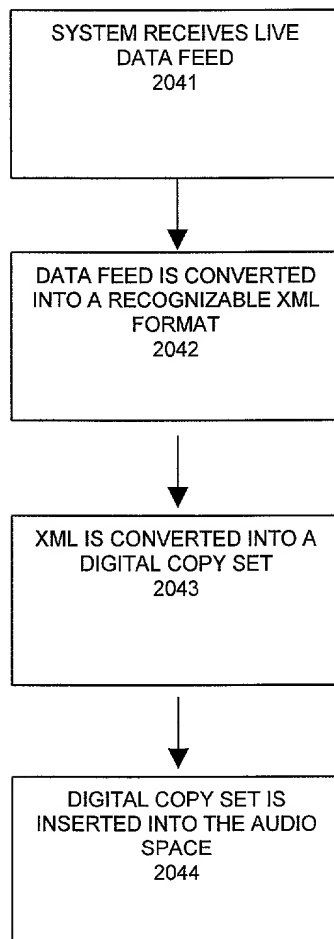 SYSTEM RECEIVES LIVE
DATA FEED
2041
DATA FEED IS CONVERTED
INTO A RECOGNIZABLE XML
FORMAT
2042
XML IS CONVERTED INTO A
DIGITAL COPY SET
2043
DIGITAL COPY SET IS
INSERTED INTO THE AUDIO
SPACE
2044